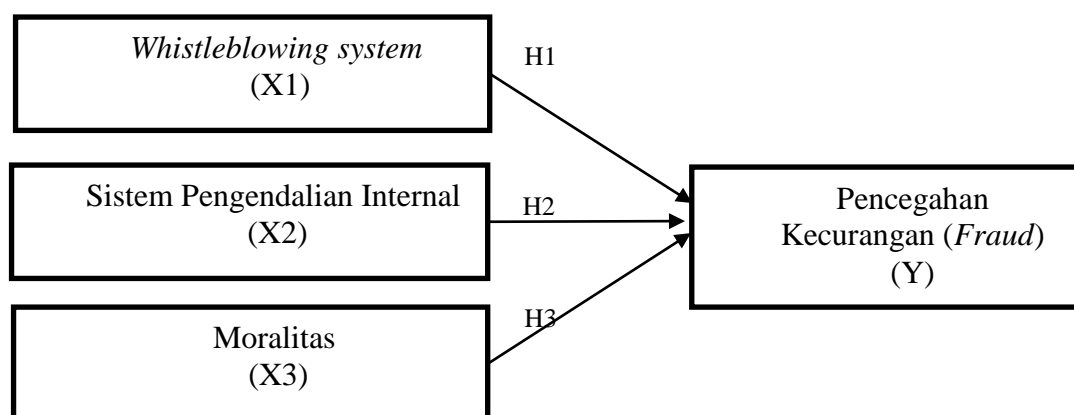 Whistleblowing system
(X1)
H1
Sistem Pengendalian Internal
(X2)
H2
Moralitas
(X3)
H3
Pencegahan
Kecurangan (Fraud)
(Y)